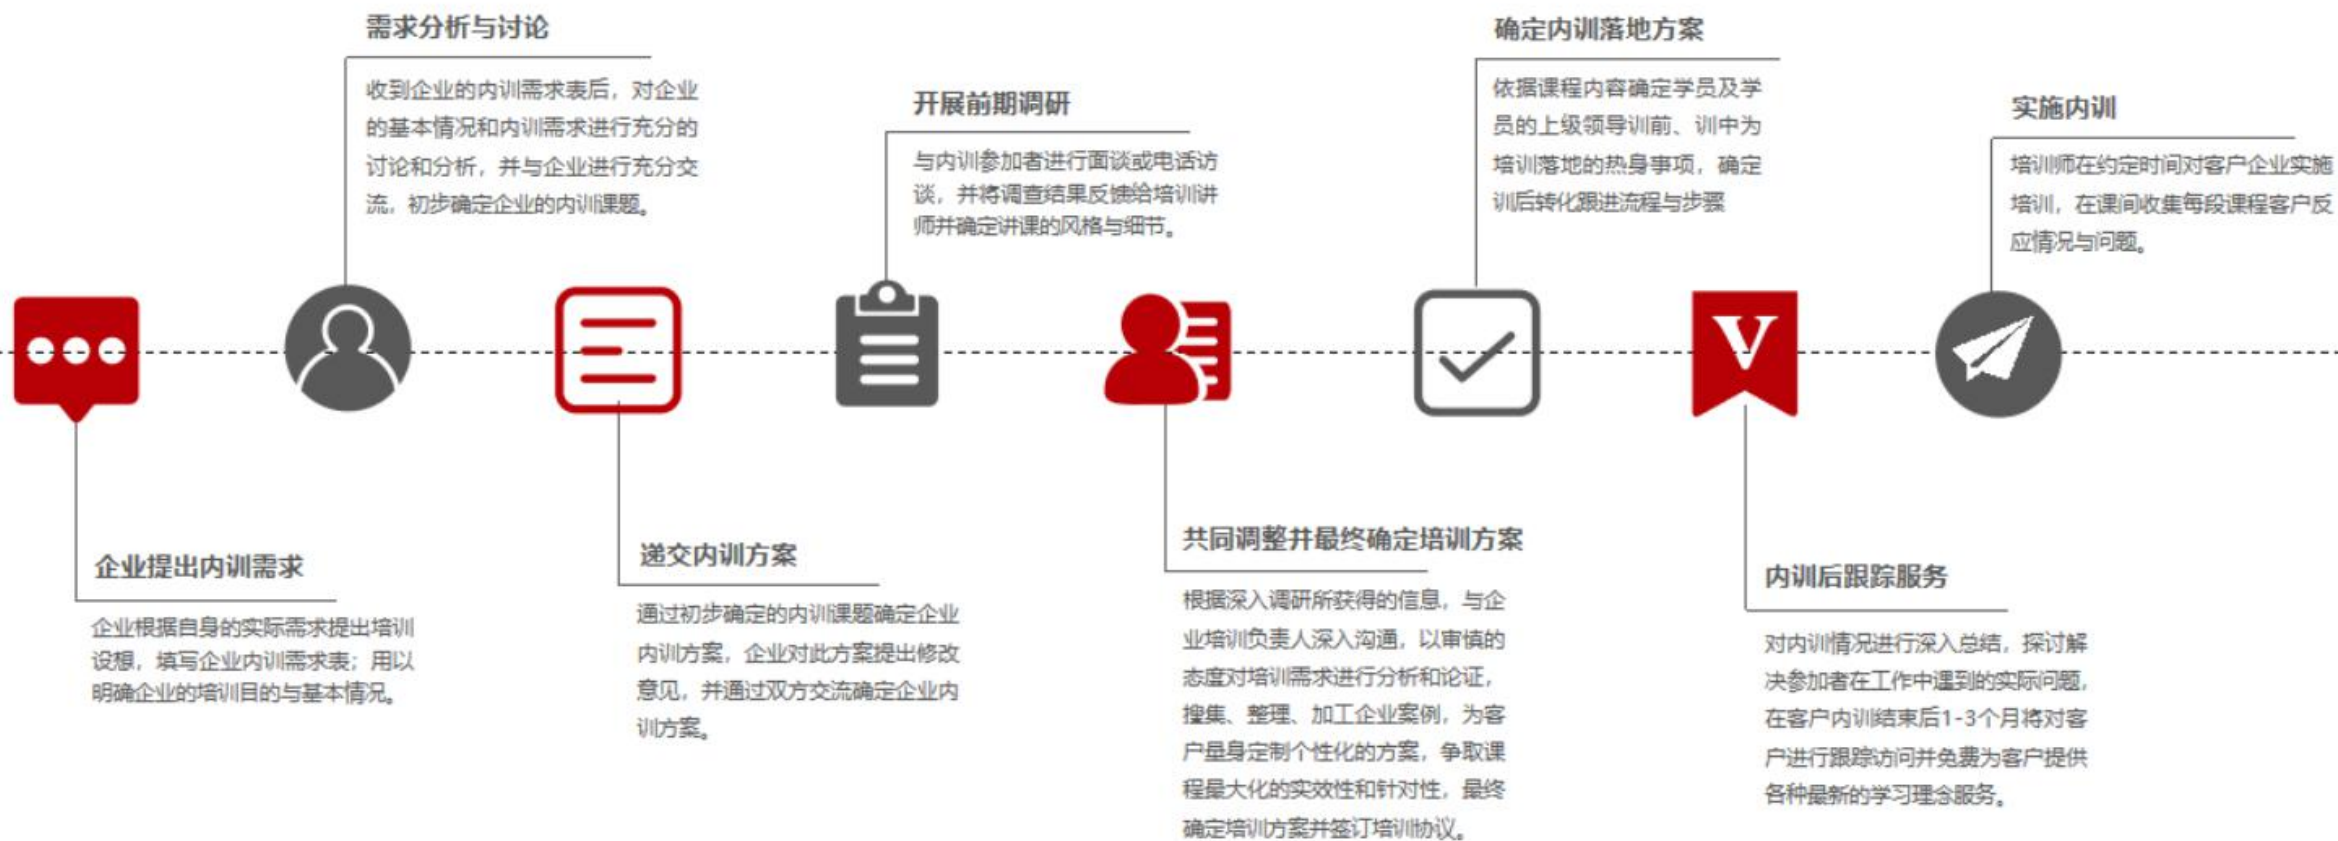 需求分析与讨论
收到企业的内训需求表后，对企业
的基本情况和内训需求进行充分的
讨论和分析，并与企业进行充分交
流，初步确定企业的内训课题。
开展前期调研
与内训参加者进行面谈或电话访
谈，并将调查结果反馈给培训讲
师并确定讲课的风格与细节。
确定内训落地方案
依据课程内容确定学员及学
员的上级领导训前、训中为
培训落地的热身事项，确定
训后转化跟进流程与步骤
实施内训
培训师在约定时间对客户企业实施
培训，在课间收集每段课程客户反
应情况与问题。
V
企业提出内训需求
企业根据自身的实际需求提出培训
设想，填写企业内训需求表；用以
明确企业的培训目的与基本情况。
递交内训方案
通过初步确定的内训课题确定企业
内训方案，企业对此方案提出修改
意见，并通过双方交流确定企业内
训方案。
共同调整并最终确定培训方案
根据深入调研所获得的信息，与企
业培训负责人深入沟通，以审慎的
态度对培训需求进行分析和论证，
搜集、整理、加工企业案例，为客
户量身定制个性化的方案，争取课
程最大化的实效性和针对性，最终
确定培训方案并签订培训协议。
内训后跟踪服务
对内训情况进行深入总结，探讨解
决参加者在工作中遇到的实际问题，
在客户内训结束后1-3个月将对客
户进行跟踪访问并免费为客户提供
各种最新的学习理念服务。